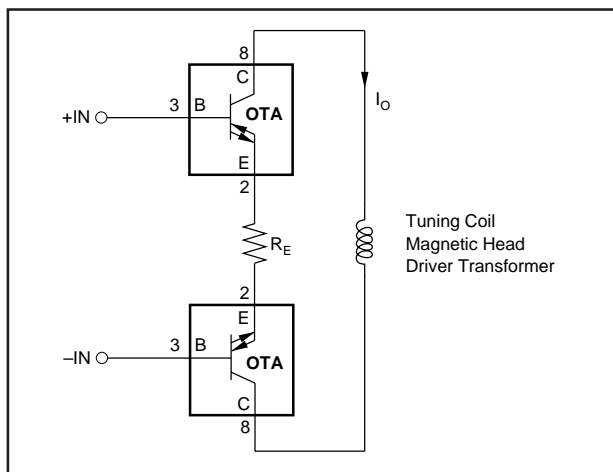 8
C
3 B
OTA
+IN
I_O
E
2
R_E
Tuning Coil
Magnetic Head
Driver Transformer
2
E
3 B
OTA
–IN
C
8